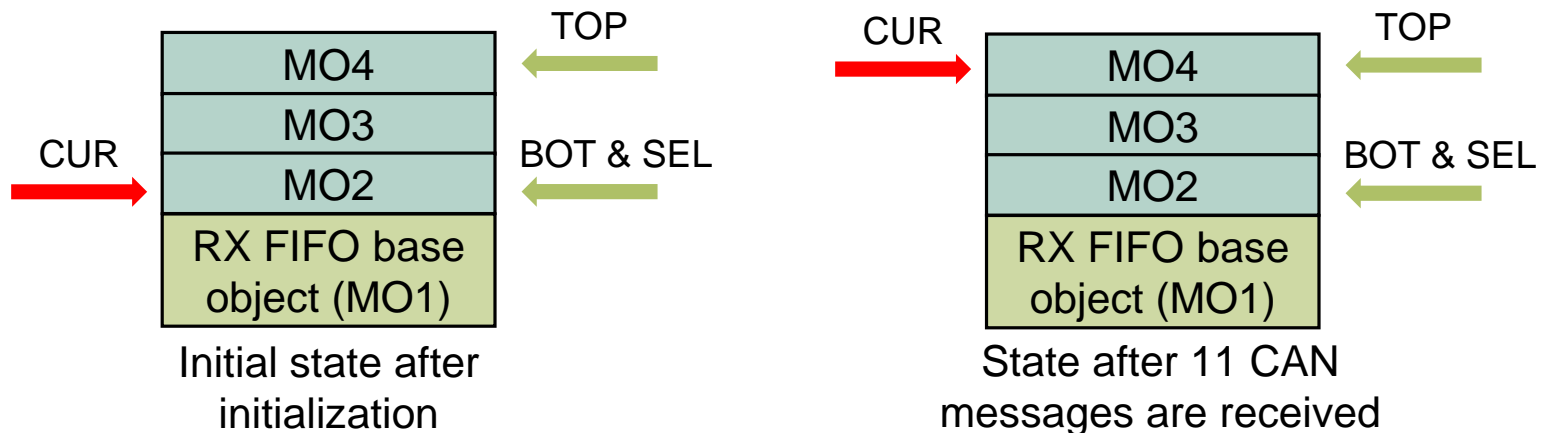 TOP
MO4
MO3
CUR
BOT & SEL
MO2
RX FIFO base
object (MO1)
Initial state after
initialization
CUR
TOP
MO4
MO3
BOT & SEL
MO2
RX FIFO base
object (MO1)
State after 11 CAN
messages are received